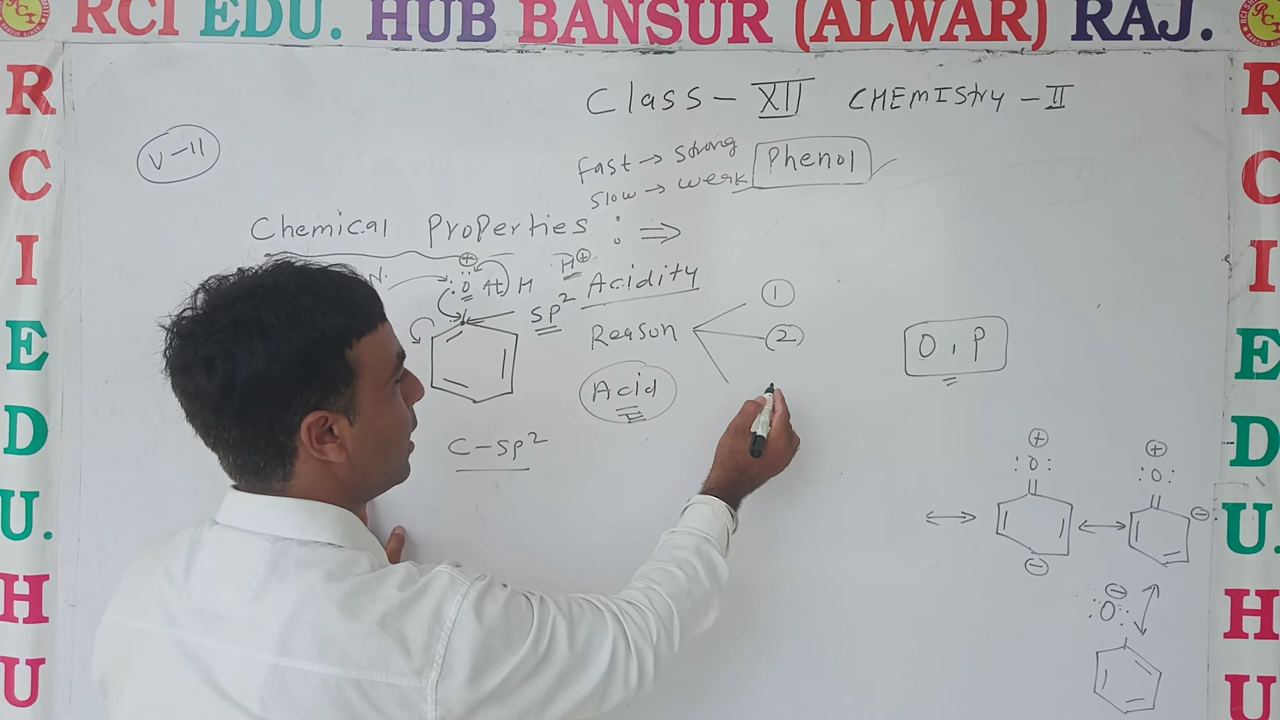 RCI EDU. HUB BANSUR (ALWAR) RAJ.
R
C
I
E
D
U.
H
U
R
C
I
E
D
U.
H
U
Class - XII CHEMIStry - II
V-11
Fast → Strong
Slow → werk
Phenol
Chemical Properties : ⇒
⊕
:Ö H
H⊕
Acidity
SP²
Reason
①
(2)
Acid
C-SP²
O, P
⊕
:O:
⊖
⊕
:O:
⊖
⊖
:O: